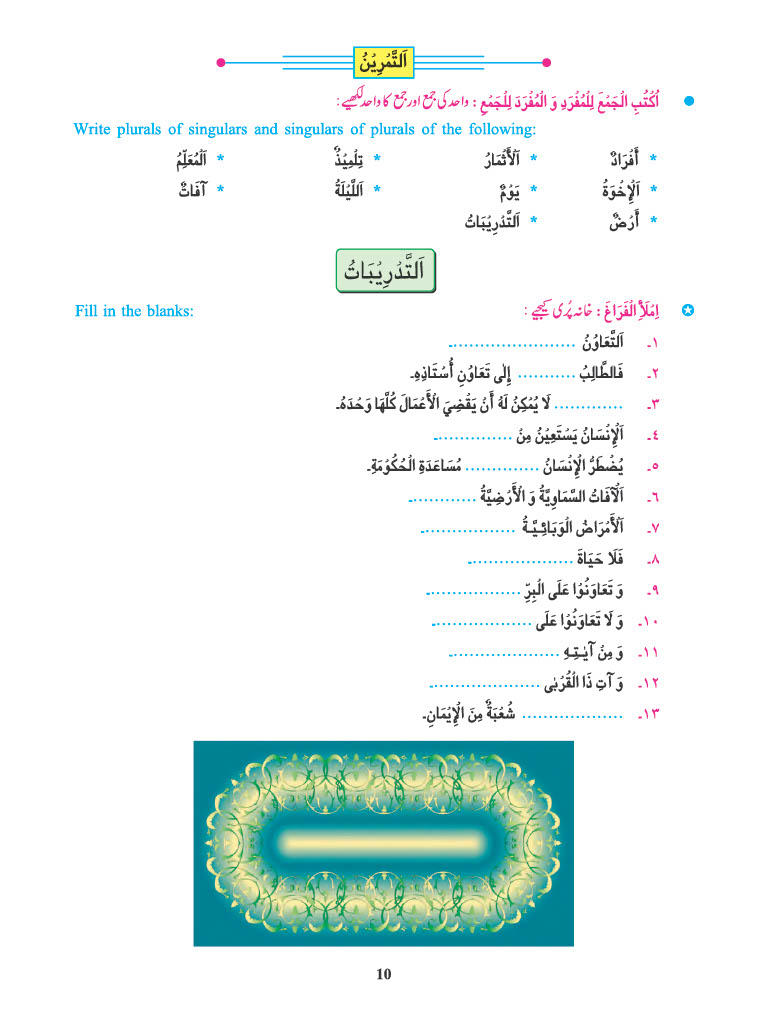 اَلتَّمْرِيْنُ
اُكْتُبِ الْجَمْعَ لِلْمُفْرَدِ وَ الْمُفْرَدَ لِلْجَمْعِ : واحد کی جمع اور جمع کا واحد لکھیے :
Write plurals of singulars and singulars of plurals of the following:
* أَفْرَادٌ * اَلْأَثْمَارُ * تِلْمِيْذٌ * اَلْمُعَلِّمُ
* اَلْإِخْوَةُ * يَوْمٌ * اَللَّيْلَةُ * آفَاتٌ
* أَرْضٌ * اَلتَّدْرِيْبَاتُ
اَلتَّدْرِيْبَاتُ
اِمْلَأِ الْفَرَاغَ : خانہ پُری کیجیے : Fill in the blanks:
١۔ اَلتَّعَاوُنُ .......................۔
٢۔ فَالطَّالِبُ ........... إِلٰى تَعَاوُنِ أُسْتَاذِهِ۔
٣۔ ............. لَا يُمْكِنُ لَهُ أَنْ يَقْضِيَ الْأَعْمَالَ كُلَّهَا وَحْدَهُ۔
٤۔ اَلْإِنْسَانُ يَسْتَعِيْنُ مِنْ ..............۔
٥۔ يُضْطَرُّ الْإِنْسَانُ .............. مُسَاعَدَةِ الْحُكُوْمَةِ۔
٦۔ اَلْآفَاتُ السَّمَاوِيَّةُ وَ الْأَرْضِيَّةُ ............۔
٧۔ اَلْأَمْرَاضُ الْوَبَائِيَّةُ .................۔
٨۔ فَلَا حَيَاةَ ...................۔
٩۔ وَ تَعَاوَنُوْا عَلَى الْبِرِّ .................۔
١٠۔ وَ لَا تَعَاوَنُوْا عَلَى ...................۔
١١۔ وَ مِنْ آيٰتِهِ ....................۔
١٢۔ وَ آتِ ذَا الْقُرْبٰى ....................۔
١٣۔ ................... شُعْبَةٌ مِنَ الْإِيْمَانِ۔
10